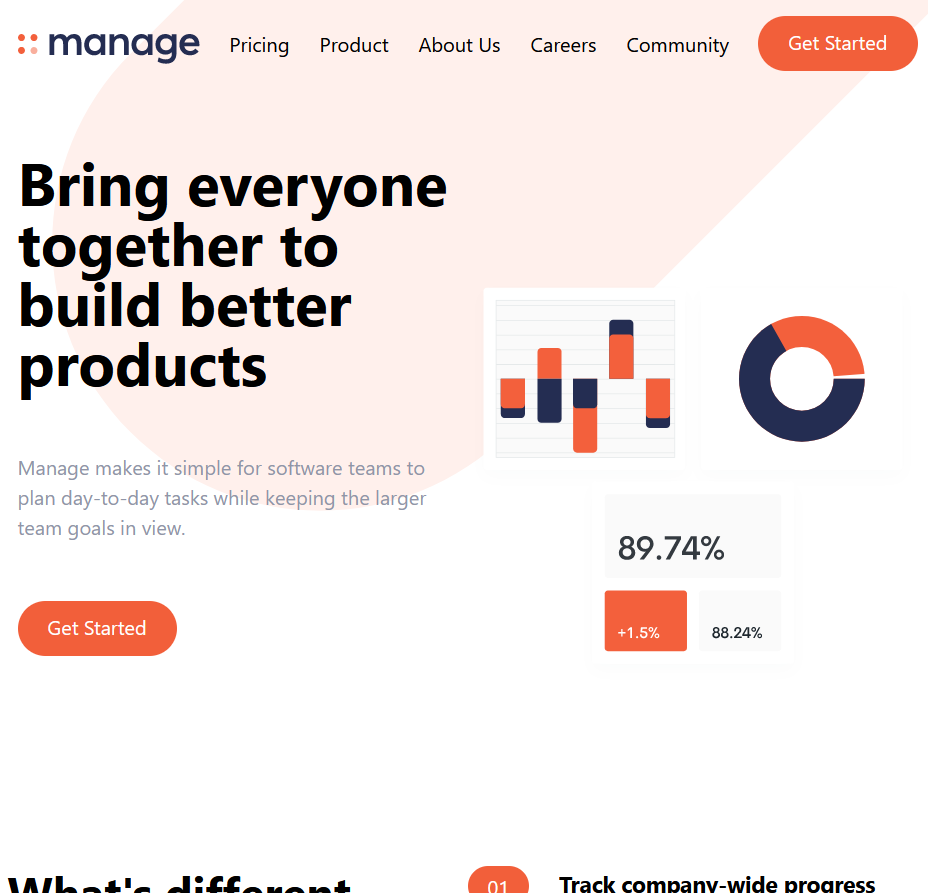 manage Pricing Product About Us Careers Community Get Started
Bring everyone
together to
build better
products
Manage makes it simple for software teams to
plan day-to-day tasks while keeping the larger
team goals in view.
Get Started
89.74%
+1.5% 88.24%
What's different
01 Track company-wide progress